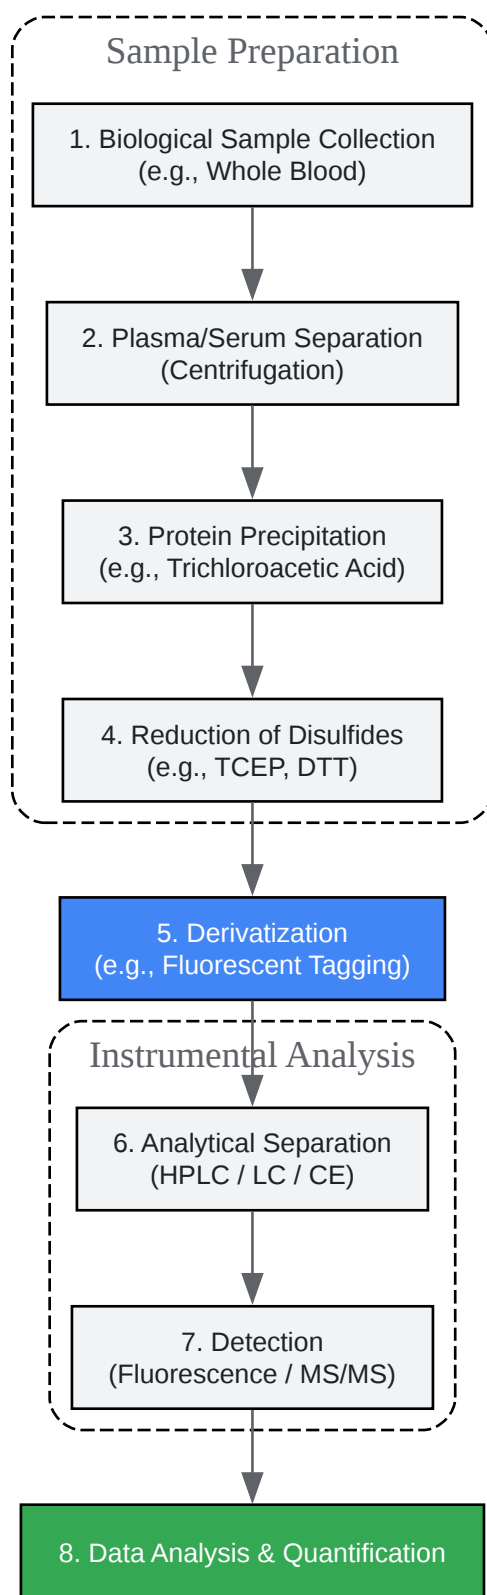 Sample Preparation
1. Biological Sample Collection
(e.g., Whole Blood)
2. Plasma/Serum Separation
(Centrifugation)
3. Protein Precipitation
(e.g., Trichloroacetic Acid)
4. Reduction of Disulfides
(e.g., TCEP, DTT)
5. Derivatization
(e.g., Fluorescent Tagging)
Instrumental Analysis
6. Analytical Separation
(HPLC / LC / CE)
7. Detection
(Fluorescence / MS/MS)
8. Data Analysis & Quantification